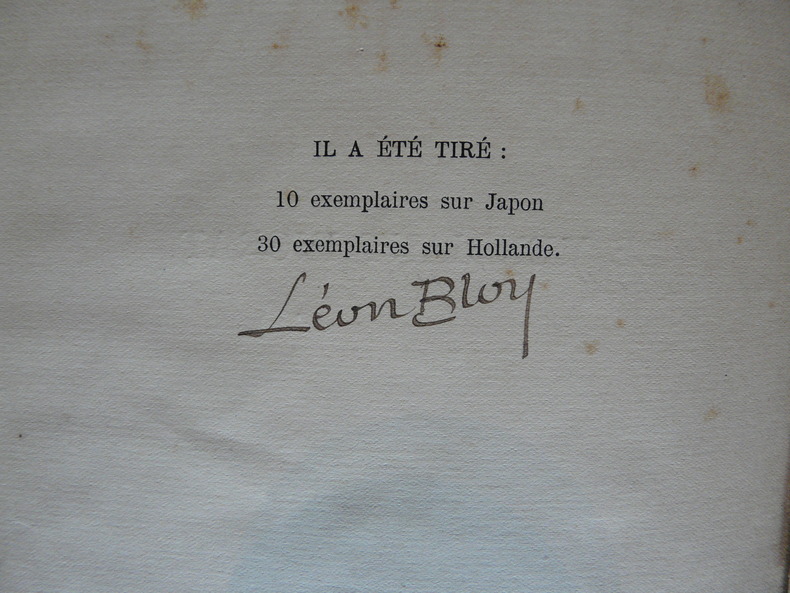 IL A ÉTÉ TIRÉ :
10 exemplaires sur Japon
30 exemplaires sur Hollande.
Léon Bloy